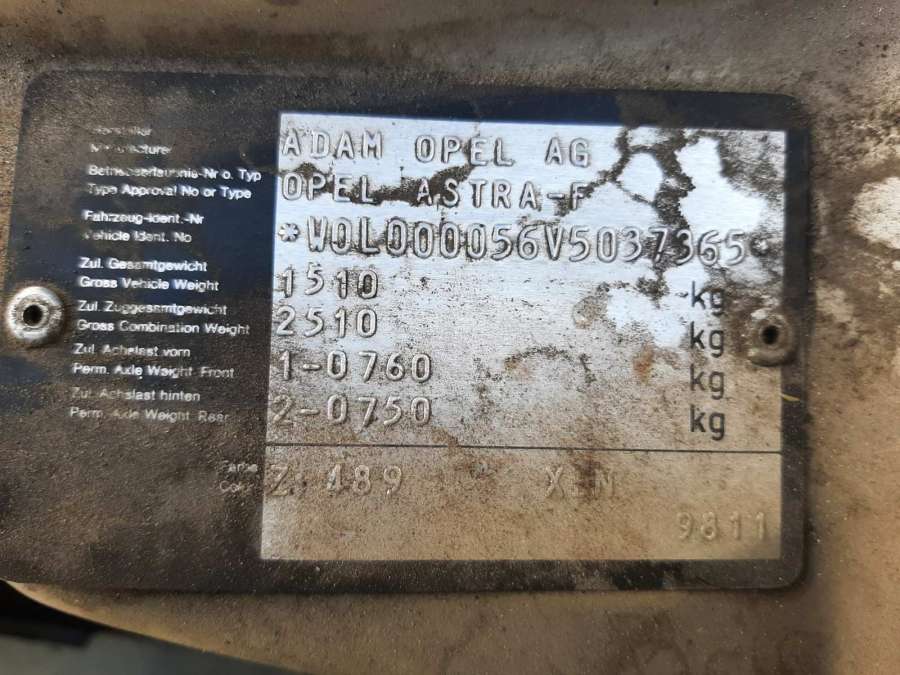 Hersteller
Manufacturer
ADAM OPEL AG
Betriebserlaubnis-Nr o. Typ
Type Approval No or Type
OPEL ASTRA-F
Fahrzeug-Ident.-Nr
Vehicle Ident. No
*W0L000056V5037365*
Zul. Gesamtgewicht
Gross Vehicle Weight
1510 kg
Zul. Zuggesamtgewicht
Gross Combination Weight
2510 kg
Zul. Achslast vorn
Perm. Axle Weight Front
1-0760 kg
Zul. Achslast hinten
Perm. Axle Weight Rear
2-0750 kg
Farbe
Color
Z 489
9811